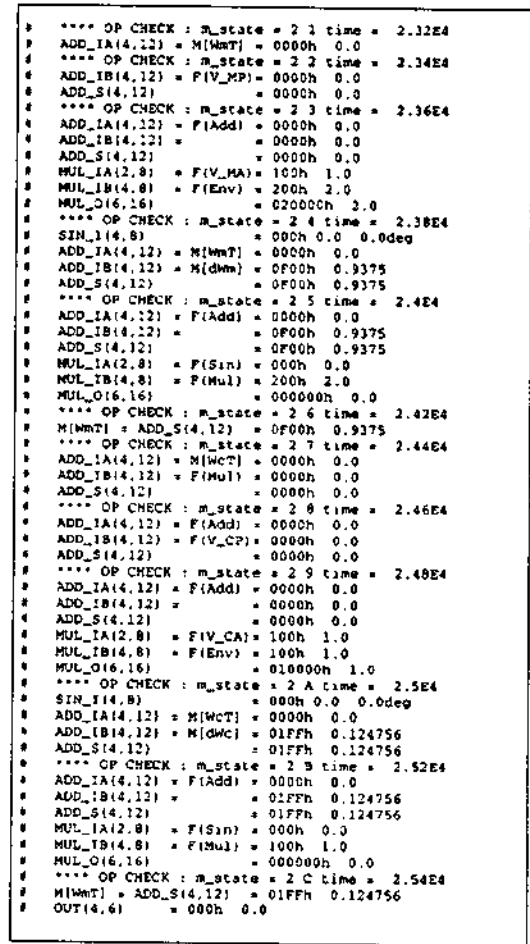 # **** OP CHECK : m_state = 2 1 time = 2.32E4
# ADD_IA(4,12) = M[WmT] = 0000h 0.0
# **** OP CHECK : m_state = 2 2 time = 2.34E4
# ADD_IB(4,12) = F(V_MP)= 0000h 0.0
# ADD_S(4,12) = 0000h 0.0
# **** OP CHECK : m_state = 2 3 time = 2.36E4
# ADD_IA(4,12) = F(Add) = 0000h 0.0
# ADD_IB(4,12) = = 0000h 0.0
# ADD_S(4,12) = 0000h 0.0
# MUL_IA(2,8) = F(V_MA)= 100h 1.0
# MUL_IB(4,8) = F(Env) = 200h 2.0
# MUL_O(6,16) = 020000h 2.0
# **** OP CHECK : m_state = 2 4 time = 2.38E4
# SIN_I(4,8) = 000h 0.0 0.0deg
# ADD_IA(4,12) = M[WmT] = 0000h 0.0
# ADD_IB(4,12) = M[dWm] = 0F00h 0.9375
# ADD_S(4,12) = 0F00h 0.9375
# **** OP CHECK : m_state = 2 5 time = 2.4E4
# ADD_IA(4,12) = F(Add) = 0000h 0.0
# ADD_IB(4,12) = = 0F00h 0.9375
# ADD_S(4,12) = 0F00h 0.9375
# MUL_IA(2,8) = F(Sin) = 000h 0.0
# MUL_IB(4,8) = F(Mul) = 200h 2.0
# MUL_O(6,16) = 000000h 0.0
# **** OP CHECK : m_state = 2 6 time = 2.42E4
# M[WmT] = ADD_S(4,12) = 0F00h 0.9375
# **** OP CHECK : m_state = 2 7 time = 2.44E4
# ADD_IA(4,12) = M[WcT] = 0000h 0.0
# ADD_IB(4,12) = F(Mul) = 0000h 0.0
# ADD_S(4,12) = 0000h 0.0
# **** OP CHECK : m_state = 2 8 time = 2.46E4
# ADD_IA(4,12) = F(Add) = 0000h 0.0
# ADD_IB(4,12) = F(V_CP)= 0000h 0.0
# ADD_S(4,12) = 0000h 0.0
# **** OP CHECK : m_state = 2 9 time = 2.48E4
# ADD_IA(4,12) = F(Add) = 0000h 0.0
# ADD_IB(4,12) = = 0000h 0.0
# ADD_S(4,12) = 0000h 0.0
# MUL_IA(2,8) = F(V_CA)= 100h 1.0
# MUL_IB(4,8) = F(Env) = 100h 1.0
# MUL_O(6,16) = 010000h 1.0
# **** OP CHECK : m_state = 2 A time = 2.5E4
# SIN_I(4,8) = 000h 0.0 0.0deg
# ADD_IA(4,12) = M[WcT] = 0000h 0.0
# ADD_IB(4,12) = M[dWc] = 01FFh 0.124756
# ADD_S(4,12) = 01FFh 0.124756
# **** OP CHECK : m_state = 2 B time = 2.52E4
# ADD_IA(4,12) = F(Add) = 0000h 0.0
# ADD_IB(4,12) = = 01FFh 0.124756
# ADD_S(4,12) = 01FFh 0.124756
# MUL_IA(2,8) = F(Sin) = 000h 0.0
# MUL_IB(4,8) = F(Mul) = 100h 1.0
# MUL_O(6,16) = 000000h 0.0
# **** OP CHECK : m_state = 2 C time = 2.54E4
# M[WmT] = ADD_S(4,12) = 01FFh 0.124756
# OUT(4,6) = 000h 0.0